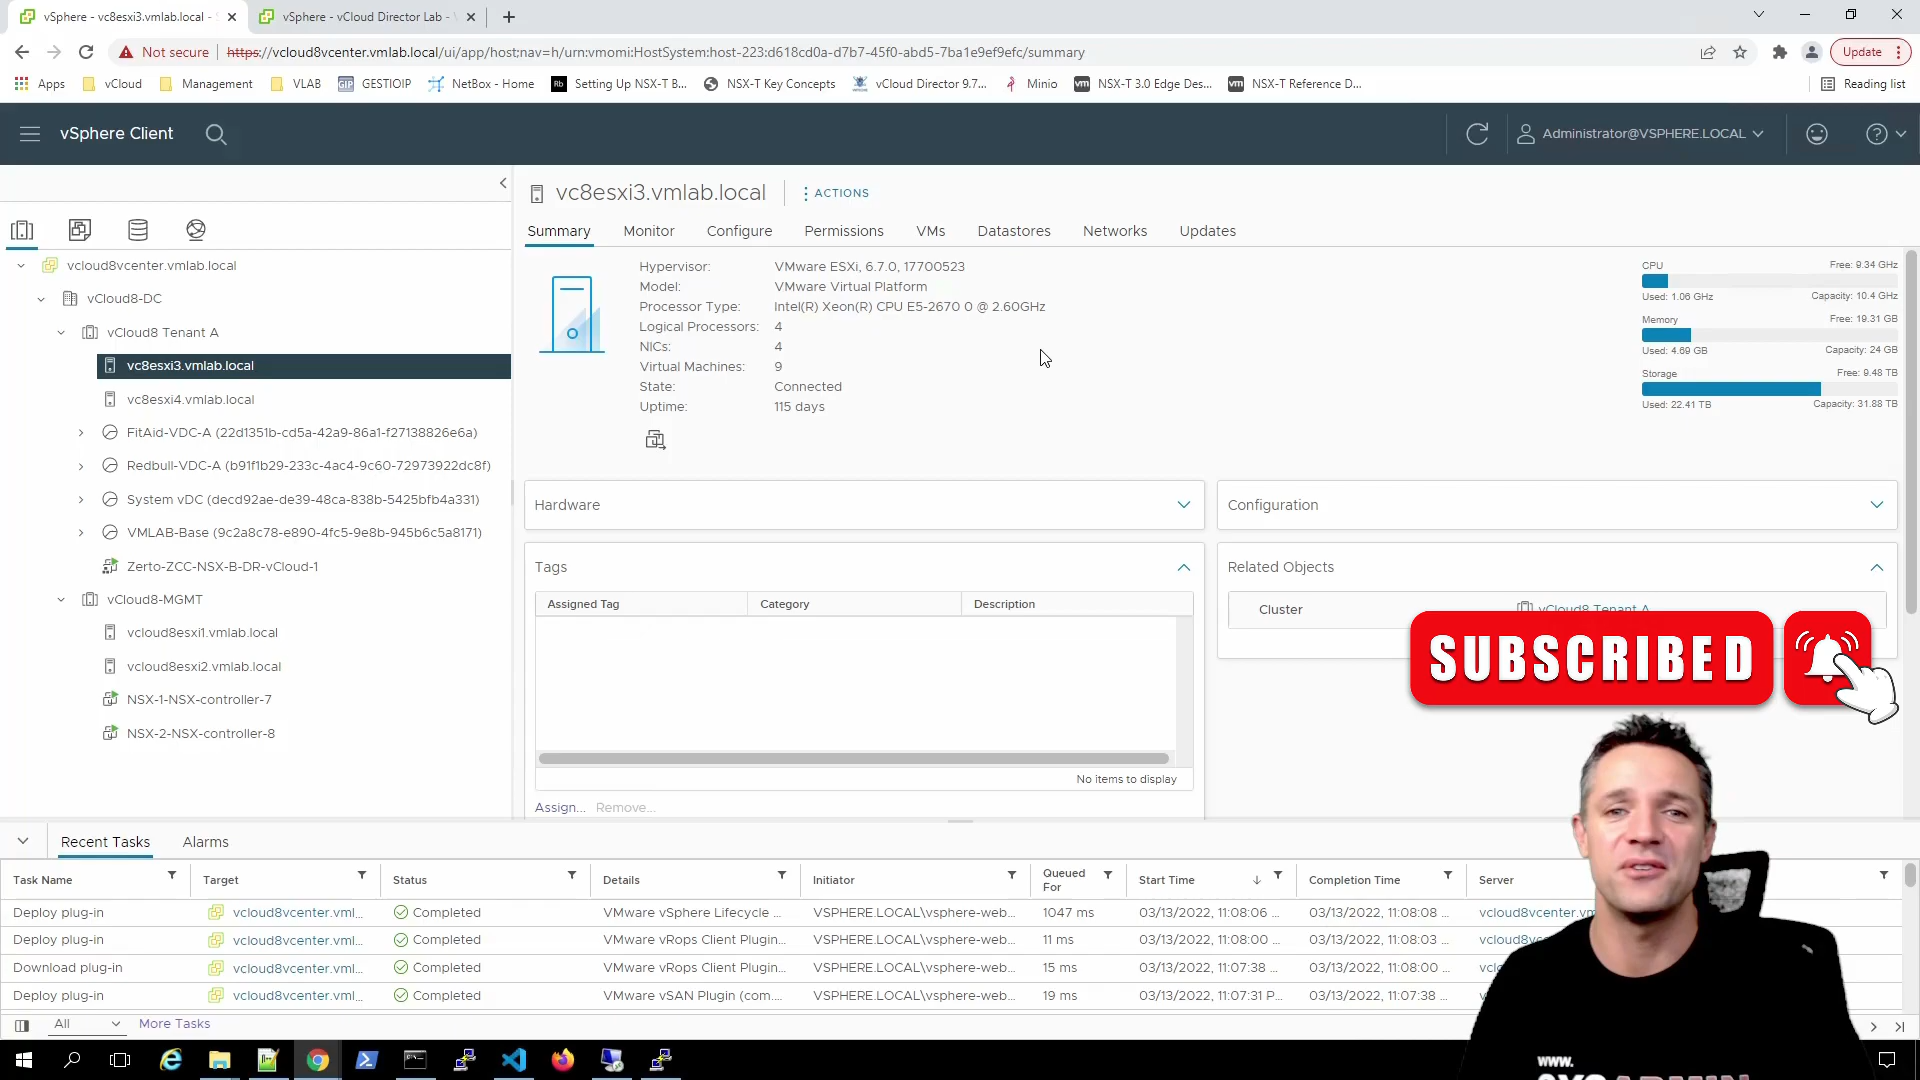 vSphere - vc8esxi3.vmlab.local -
vSphere - vCloud Director Lab -
Not secure
https://vcloud8vcenter.vmlab.local/ui/app/host;nav=h/urn:vmomi:HostSystem:host-223:d618cd0a-d7b7-45f0-abd5-7ba1e9ef9efc/summary
Update
Apps vCloud Management VLAB GIP GESTIOIP NetBox - Home Rb Setting Up NSX-T B... NSX-T Key Concepts vCloud Director 9.7... Minio vm NSX-T 3.0 Edge Des... vm NSX-T Reference D... Reading list
vSphere Client
Administrator@VSPHERE.LOCAL
vc8esxi3.vmlab.local
ACTIONS
Summary Monitor Configure Permissions VMs Datastores Networks Updates
vcloud8vcenter.vmlab.local
vCloud8-DC
vCloud8 Tenant A
vc8esxi3.vmlab.local
vc8esxi4.vmlab.local
FitAid-VDC-A (22d1351b-cd5a-42a9-86a1-f27138826e6a)
Redbull-VDC-A (b91f1b29-233c-4ac4-9c60-72973922dc8f)
System vDC (decd92ae-de39-48ca-838b-5425bfb4a331)
VMLAB-Base (9c2a8c78-e890-4fc5-9e8b-945b6c5a8171)
Zerto-ZCC-NSX-B-DR-vCloud-1
vCloud8-MGMT
vcloud8esxi1.vmlab.local
vcloud8esxi2.vmlab.local
NSX-1-NSX-controller-7
NSX-2-NSX-controller-8
Hypervisor: VMware ESXi, 6.7.0, 17700523
Model: VMware Virtual Platform
Processor Type: Intel(R) Xeon(R) CPU E5-2670 0 @ 2.60GHz
Logical Processors: 4
NICs: 4
Virtual Machines: 9
State: Connected
Uptime: 115 days
CPU Free: 9.34 GHz
Used: 1.06 GHz Capacity: 10.4 GHz
Memory Free: 19.31 GB
Used: 4.69 GB Capacity: 24 GB
Storage Free: 9.48 TB
Used: 22.41 TB Capacity: 31.88 TB
Hardware
Configuration
Tags
Assigned Tag Category Description
No items to display
Assign... Remove...
Related Objects
Cluster vCloud8 Tenant A
SUBSCRIBED
Recent Tasks Alarms
Task Name Target Status Details Initiator Queued For Start Time Completion Time Server
Deploy plug-in vcloud8vcenter.vml... Completed VMware vSphere Lifecycle ... VSPHERE.LOCAL\vsphere-web... 1047 ms 03/13/2022, 11:08:06 ... 03/13/2022, 11:08:08 ... vcloud8vcenter.vm
Deploy plug-in vcloud8vcenter.vml... Completed VMware vRops Client Plugin... VSPHERE.LOCAL\vsphere-web... 11 ms 03/13/2022, 11:08:00 ... 03/13/2022, 11:08:03 ... vcloud8vc
Download plug-in vcloud8vcenter.vml... Completed VMware vRops Client Plugin... VSPHERE.LOCAL\vsphere-web... 15 ms 03/13/2022, 11:07:38 ... 03/13/2022, 11:08:00 ...
Deploy plug-in vcloud8vcenter.vml... Completed VMware vSAN Plugin (com.... VSPHERE.LOCAL\vsphere-web... 19 ms 03/13/2022, 11:07:31 P... 03/13/2022, 11:07:38 ...
All More Tasks
www.